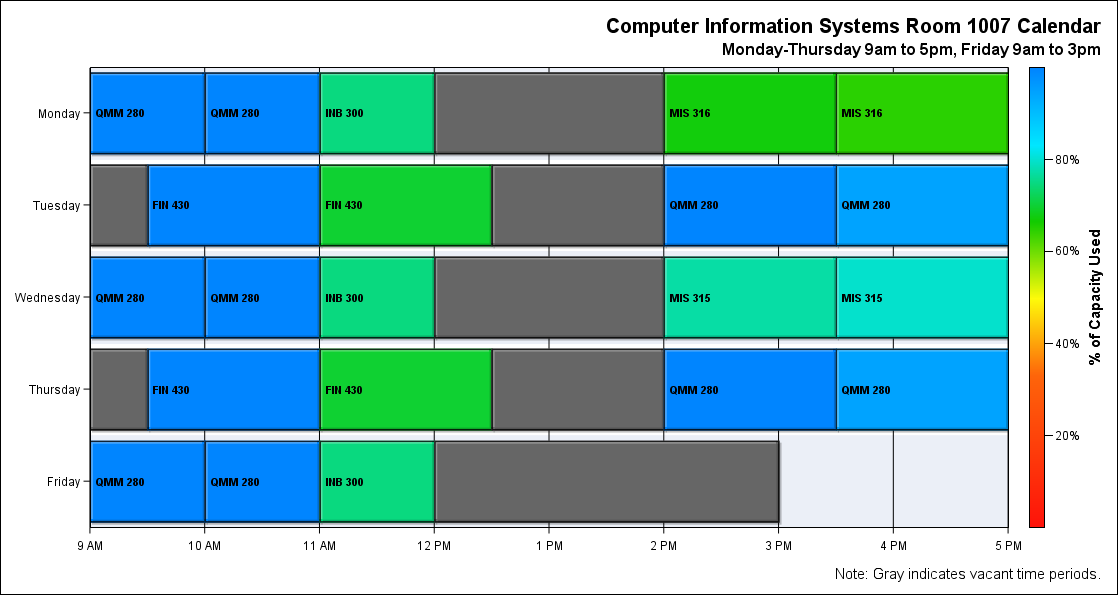 Computer Information Systems Room 1007 Calendar
Monday-Thursday 9am to 5pm, Friday 9am to 3pm
Monday
QMM 280
QMM 280
INB 300
MIS 316
MIS 316
Tuesday
FIN 430
FIN 430
QMM 280
QMM 280
Wednesday
QMM 280
QMM 280
INB 300
MIS 315
MIS 315
Thursday
FIN 430
FIN 430
QMM 280
QMM 280
Friday
QMM 280
QMM 280
INB 300
9 AM
10 AM
11 AM
12 PM
1 PM
2 PM
3 PM
4 PM
5 PM
80%
60%
40%
20%
% of Capacity Used
Note: Gray indicates vacant time periods.